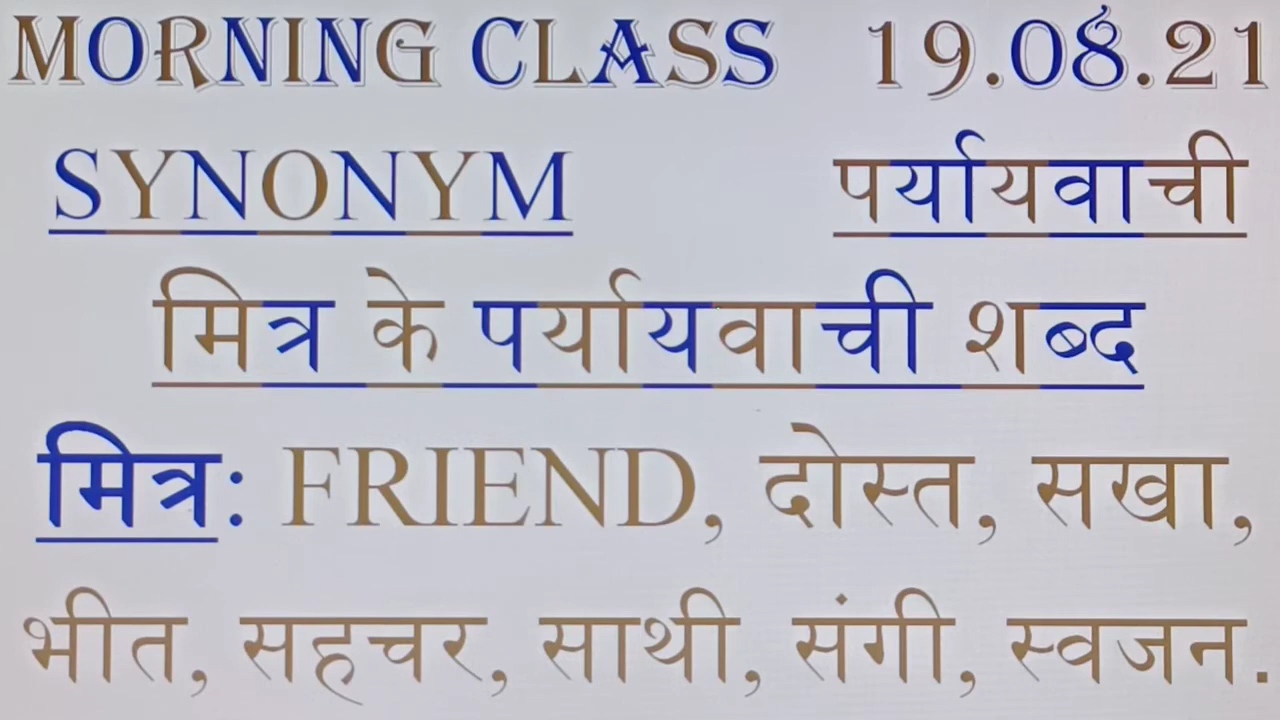 MORNING CLASS 19.08.21
SYNONYM पर्यायवाची
मित्र के पर्यायवाची शब्द
मित्र: FRIEND, दोस्त, सखा,
भीत, सहचर, साथी, संगी, स्वजन.